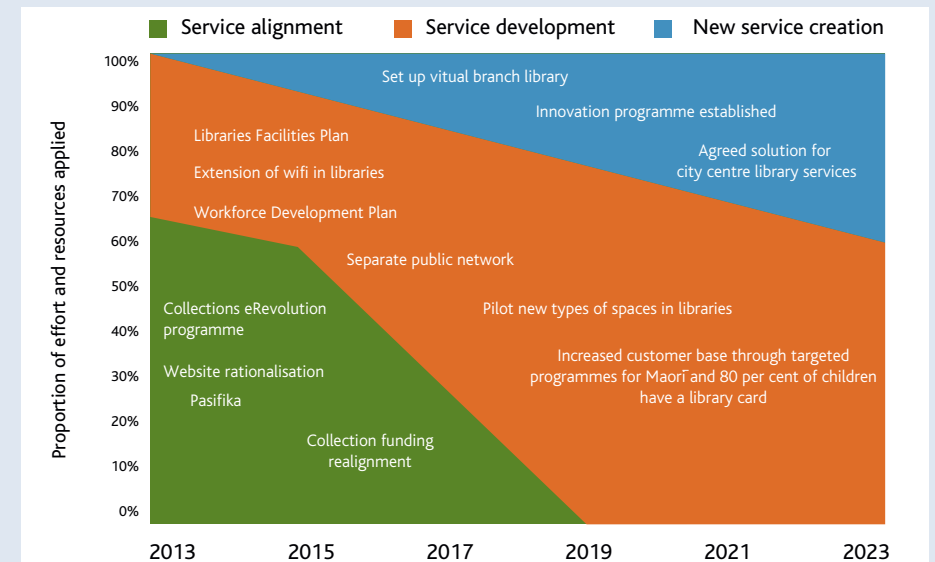 Service alignment
Service development
New service creation
Proportion of effort and resources applied
100%
90%
80%
70%
60%
50%
40%
30%
20%
10%
0%
Set up vitual branch library
Innovation programme established
Agreed solution for
city centre library services
Libraries Facilities Plan
Extension of wifi in libraries
Workforce Development Plan
Separate public network
Pilot new types of spaces in libraries
Increased customer base through targeted
programmes for Maorī and 80 per cent of children
have a library card
Collections eRevolution
programme
Website rationalisation
Pasifika
Collection funding
realignment
2013
2015
2017
2019
2021
2023